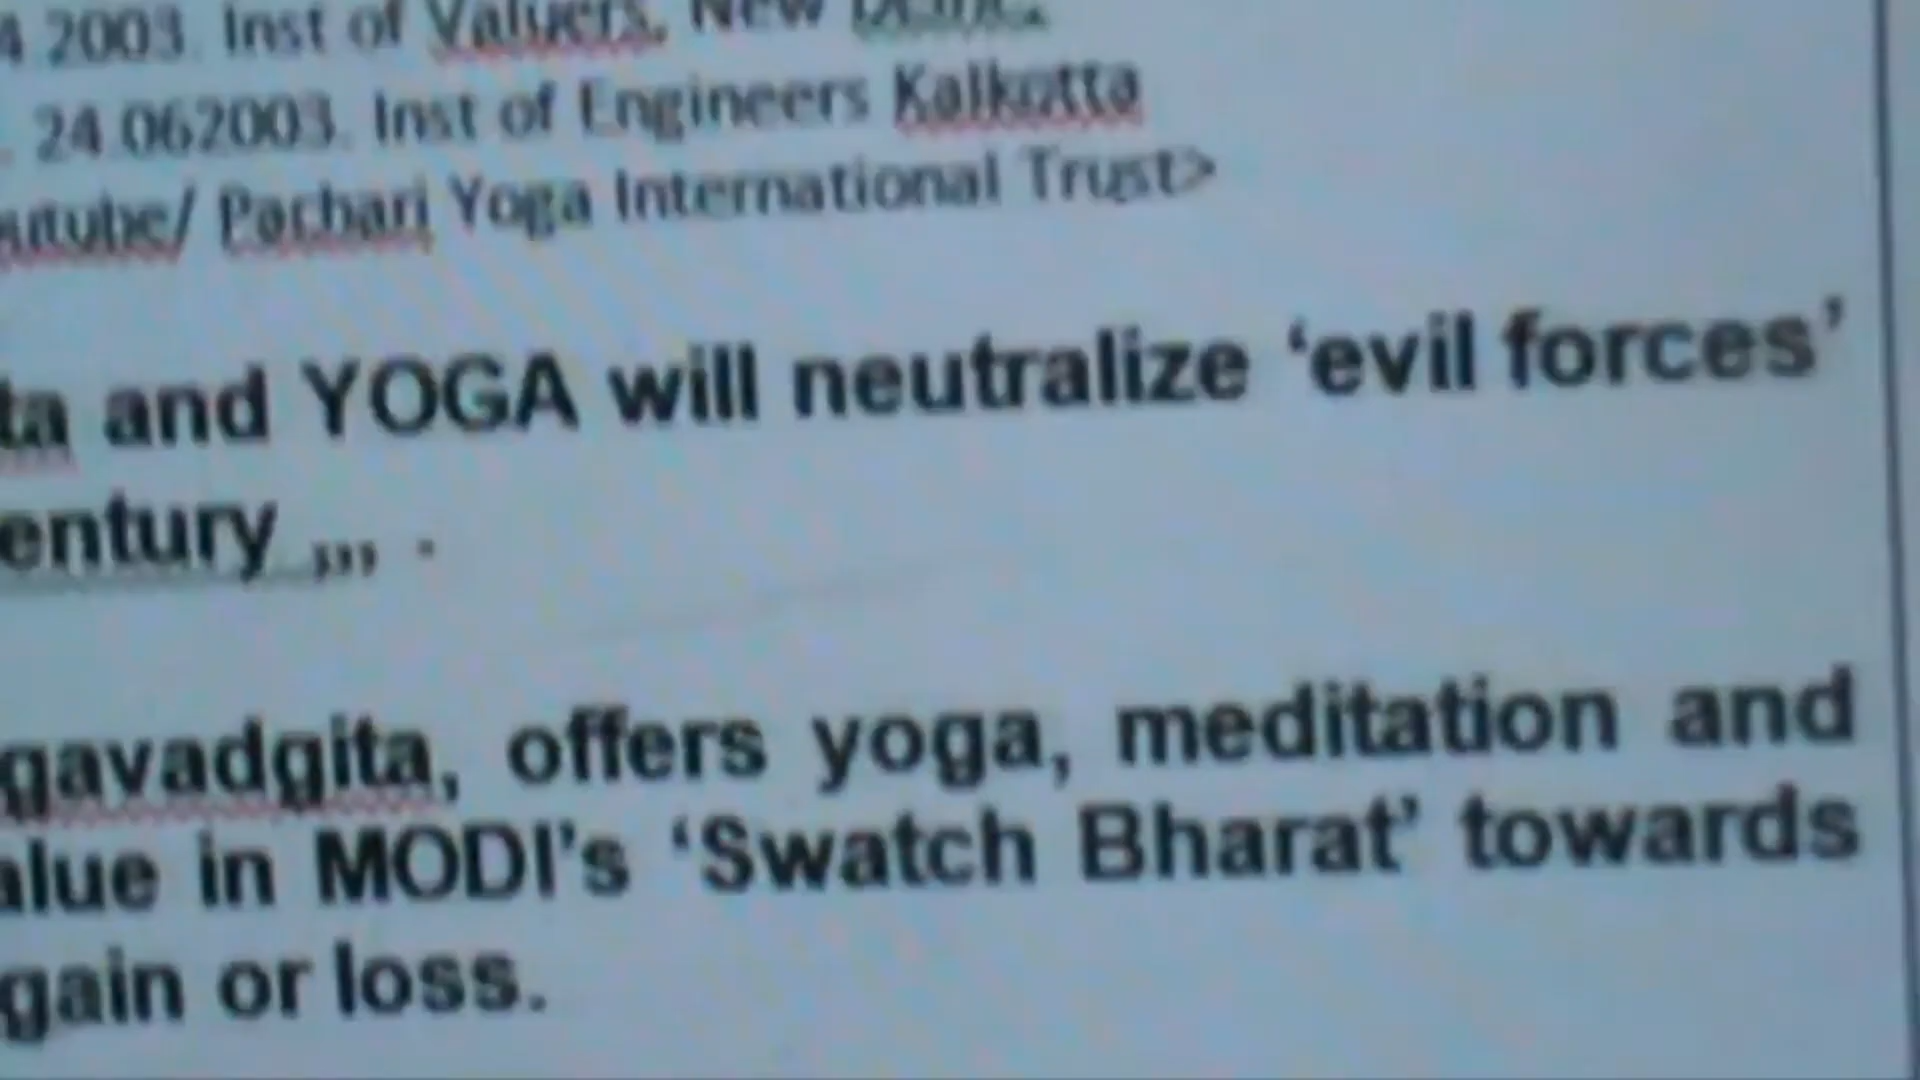 4 2003. Inst of Valuers, New Delhi.
. 24.062003. Inst of Engineers Kalkotta
utube/ Pachari Yoga International Trust>
ta and YOGA will neutralize ‘evil forces’
entury ,,, .
gavadgita, offers yoga, meditation and
alue in MODI's ‘Swatch Bharat’ towards
gain or loss.